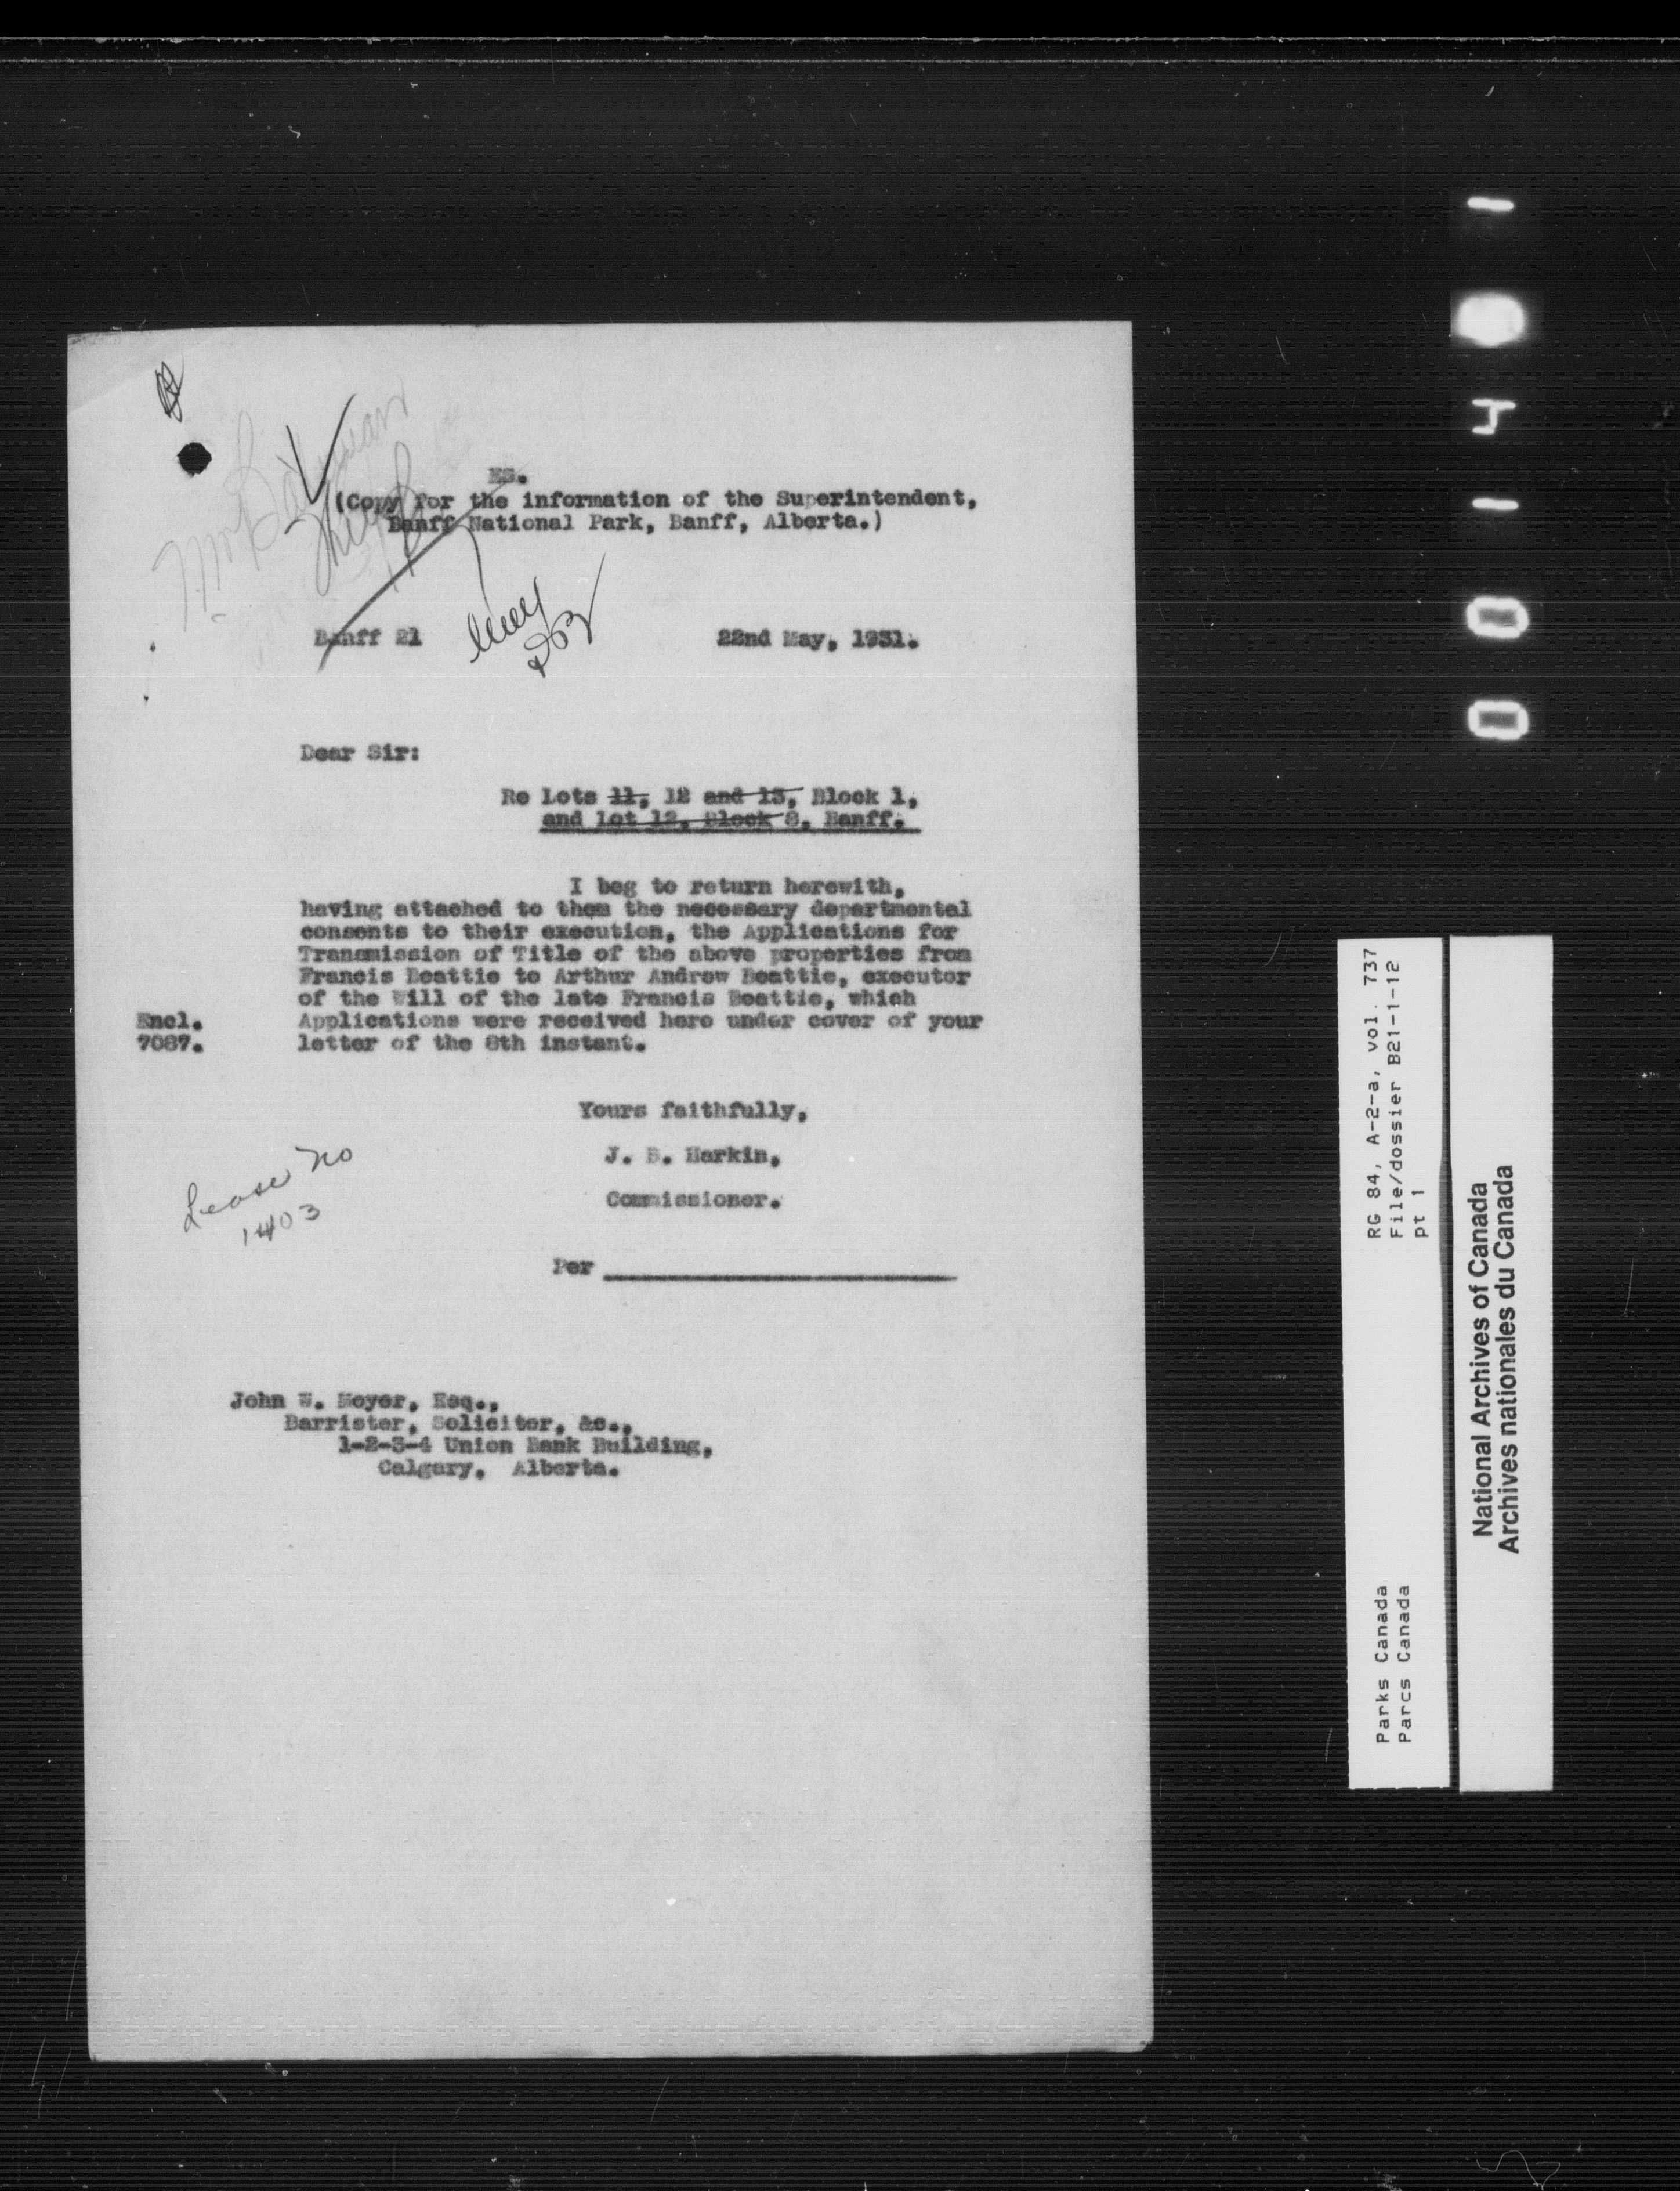 ES.
(Copy for the information of the Superintendent,
Banff National Park, Banff, Alberta.)
Banff 21
22nd May, 1931.
Dear Sir:
Re Lots 11, 12 and 13, Block 1,
and lot 12, Block 8, Banff.
I beg to return herewith,
having attached to them the necessary departmental
consents to their execution, the Applications for
Transmission of Title of the above properties from
Francis Beattie to Arthur Andrew Beattie, executor
of the Will of the late Francis Beattie, which
Encl. Applications were received here under cover of your
7087. letter of the 8th instant.
Yours faithfully,
J. B. Harkin,
Commissioner.
Lease No
1403
Per
John W. Moyer, Esq.,
Barrister, Solicitor, &c.,
1-2-3-4 Union Bank Building,
Calgary, Alberta.
RG 84, A-2-a, vol. 737
File/dossier B21-1-12
pt 1
Parks Canada
Parcs Canada
National Archives of Canada
Archives nationales du Canada